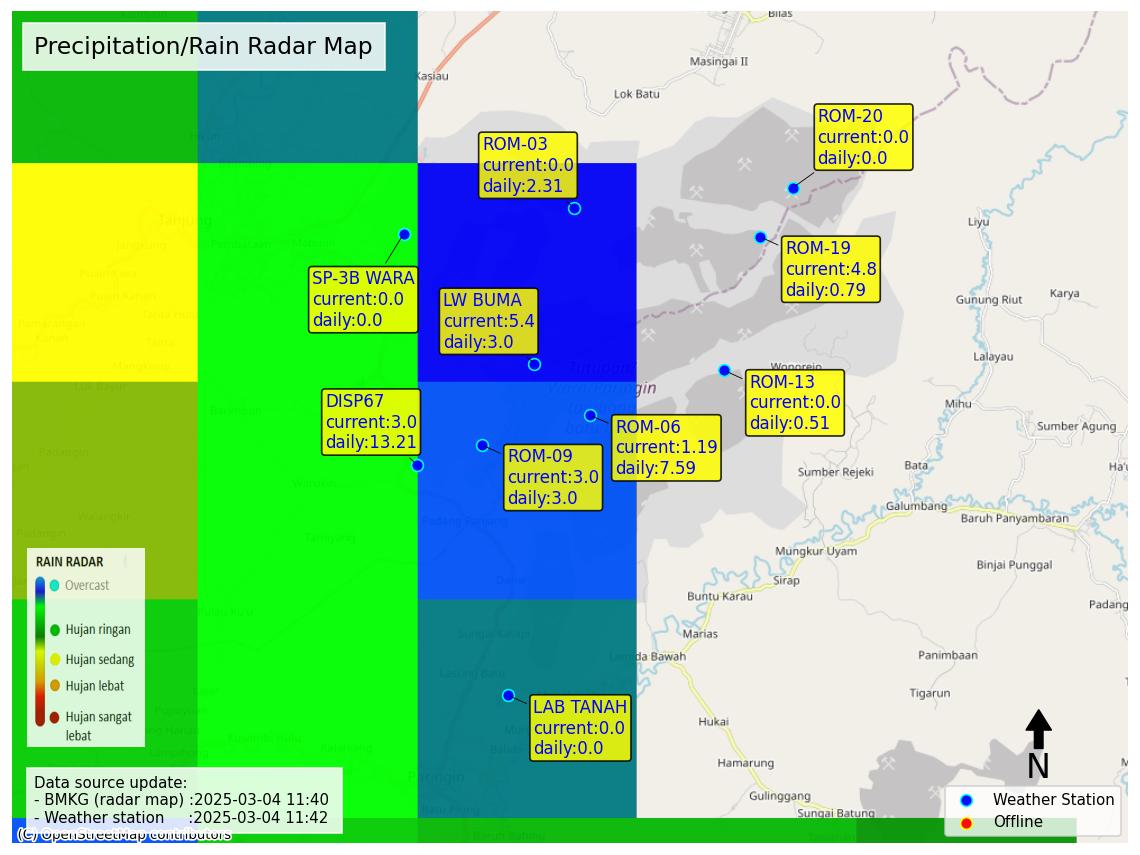 Precipitation/Rain Radar Map
Bilas
Masingai II
Kasiau
Lok Batu
ROM-20
current:0.0
daily:0.0
ROM-03
current:0.0
daily:2.31
Tanjung
Liyu
ROM-19
current:4.8
daily:0.79
SP-3B WARA
current:0.0
daily:0.0
LW BUMA
current:5.4
daily:3.0
Gunung Riut
Karya
Lalayau
Wonorejo
ROM-13
current:0.0
daily:0.51
DISP67
current:3.0
daily:13.21
ROM-06
current:1.19
daily:7.59
ROM-09
current:3.0
daily:3.0
Mihu
Sumber Agung
Bata
Sumber Rejeki
Galumbang
Baruh Panyambaran
Mungkur Uyam
Binjai Punggal
Sirap
Buntu Karau
Padang
Marias
Lamida Bawah
Panimbaan
Tigarun
Hukai
Hamarung
Gulinggang
Sungai Batung
LAB TANAH
current:0.0
daily:0.0
Paringin
RAIN RADAR
Overcast
Hujan ringan
Hujan sedang
Hujan lebat
Hujan sangat
lebat
N
Data source update:
- BMKG (radar map) :2025-03-04 11:40
- Weather station :2025-03-04 11:42
(C) OpenStreetMap contributors
Weather Station
Offline